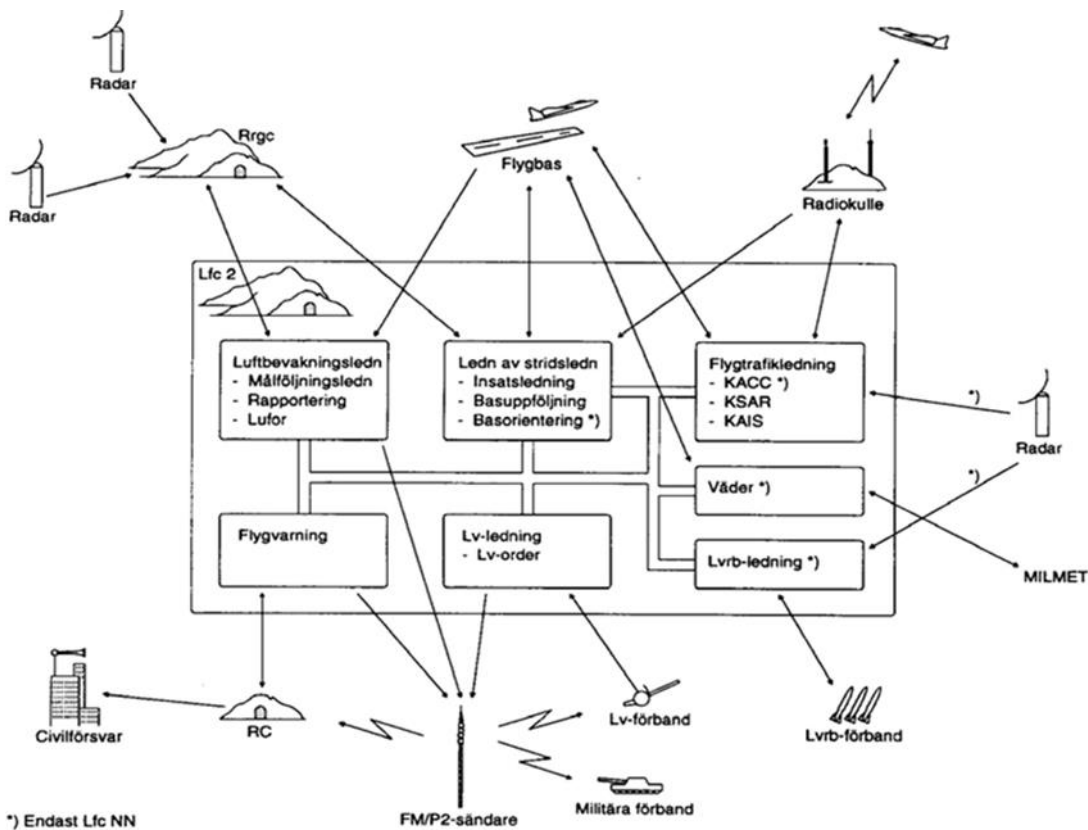 Radar
Rrgc
Radar
Flygbas
Radiokulle
Lfc 2
Luftbevakningsledn
- Målföljningsledn
- Rapportering
- Lufor
Ledn av stridsledn
- Insatsledning
- Basuppföljning
- Basorientering *)
Flygtrafikledning
- KACC *)
- KSAR
- KAIS
*)
Radar
*)
Väder *)
Flygvarning
Lv-ledning
- Lv-order
Lvrb-ledning *)
MILMET
Civilförsvar
RC
Lv-förband
Lvrb-förband
Militära förband
FM/P2-sändare
*) Endast Lfc NN